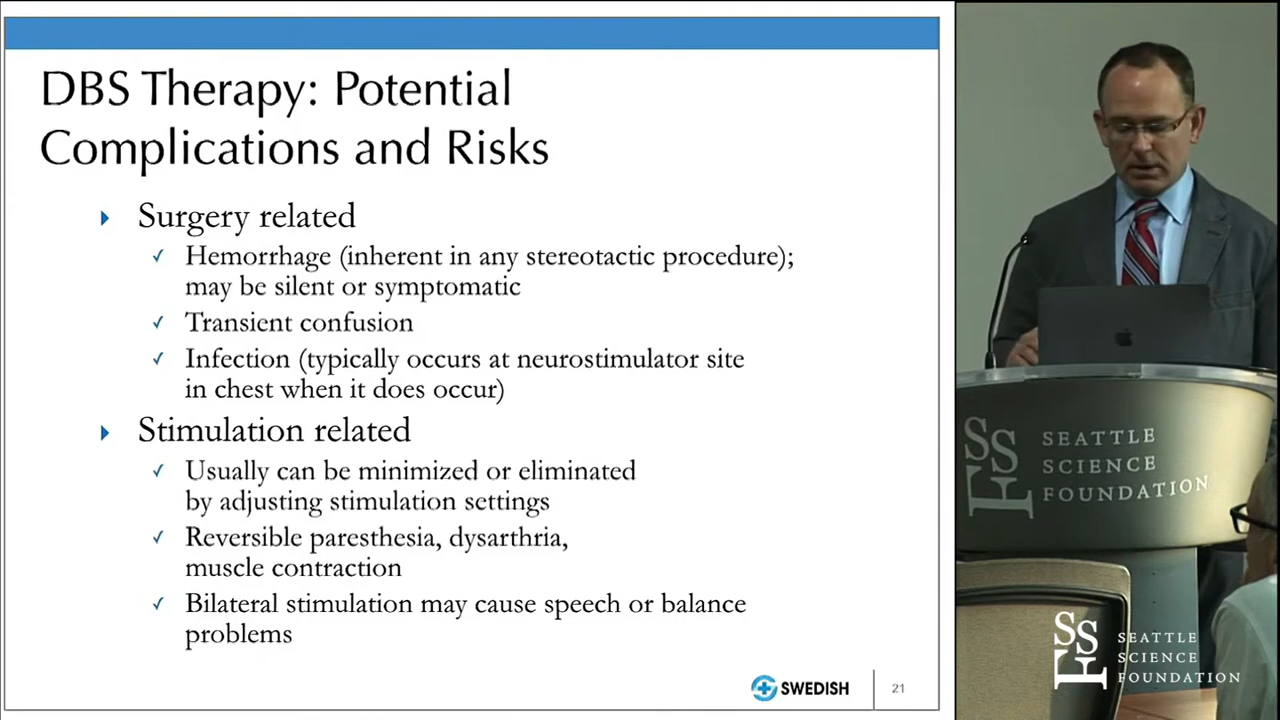 DBS Therapy: Potential
Complications and Risks
Surgery related
Hemorrhage (inherent in any stereotactic procedure);
may be silent or symptomatic
Transient confusion
Infection (typically occurs at neurostimulator site
in chest when it does occur)
Stimulation related
Usually can be minimized or eliminated
by adjusting stimulation settings
Reversible paresthesia, dysarthria,
muscle contraction
Bilateral stimulation may cause speech or balance
problems
SWEDISH
21
SSF
SEATTLE
SCIENCE
FOUNDATION
SSF
SEATTLE
SCIENCE
FOUNDATION